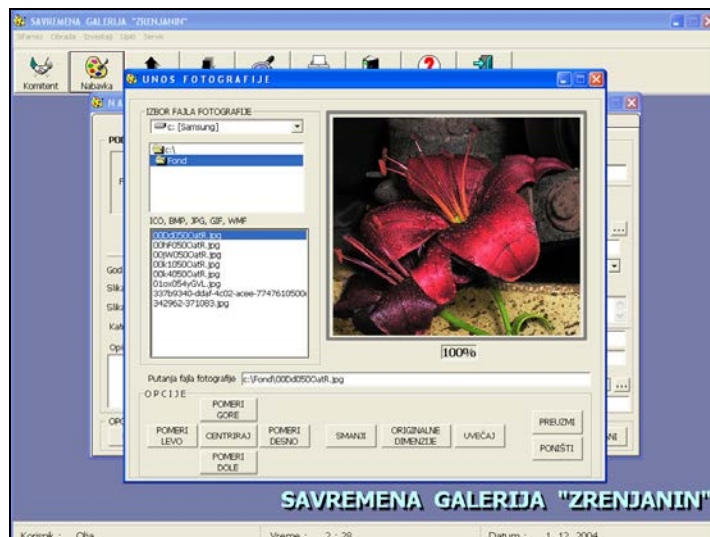 SAVREMENA GALERIJA "ZRENJANIN"
Komitent
Nabavka
UNOS FOTOGRAFIJE
IZBOR FAJLA FOTOGRAFIJE
c: [Samsung]
c:\
Fond
ICO, BMP, JPG, GIF, WMF
00Dd050OatR.jpg
00hF050OatR.jpg
00jW050OatR.jpg
00k1050OatR.jpg
00k4050OatR.jpg
01ox054yGVL.jpg
342962-371083.jpg
100%
Putanja fajla fotografije c:\Fond\00Dd050OatR.jpg
OPCIJE
POMERI GORE
POMERI LEVO
CENTRIRAJ
POMERI DESNO
SMANJI
ORIGINALNE DIMENZIJE
UVEĆAJ
POMERI DOLE
PREUZMI
PONIŠTI
SAVREMENA GALERIJA "ZRENJANIN"
Korisnik : Oba
Vreme : 2 : 28
Datum : 1. 12. 2004